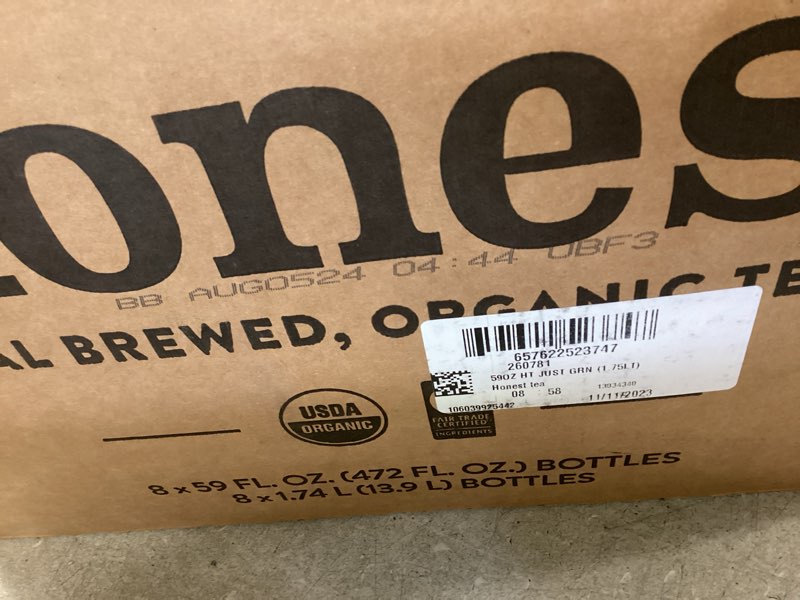 ones
BB AUG0524 04:44 UBF3
AL BREWED, ORGANIC TE
657622523747
260781
59OZ HT JUST GRN (1.75LT)
Honest tea
08 58
13934340
11/11/2023
106039925442
USDA
ORGANIC
FAIR TRADE
CERTIFIED
INGREDIENTS
8 x 59 FL. OZ. (472 FL. OZ.) BOTTLES
8 x 1.74 L (13.9 L) BOTTLES